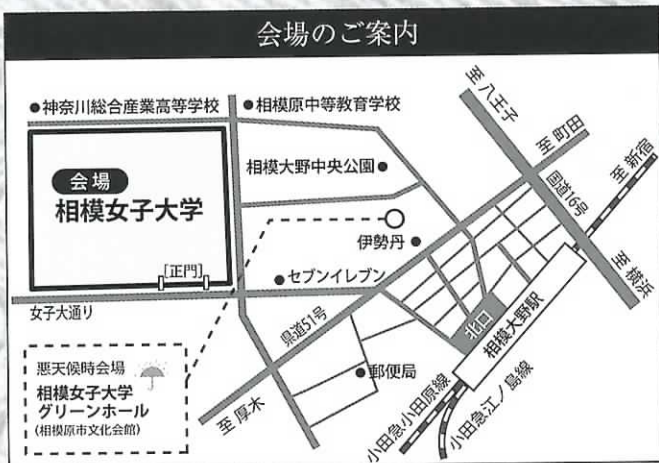 会場のご案内
●神奈川総合産業高等学校
●相模原中等教育学校
至八王子
至町田
至新宿
国道16号
至横浜
会場
相模女子大学
相模大野中央公園●
伊勢丹●
[正門]
●セブンイレブン
女子大通り
県道51号
北口
相模大野駅
悪天候時会場
相模女子大学
グリーンホール
(相模原市文化会館)
●郵便局
至厚木
小田急小田原線
小田急江ノ島線